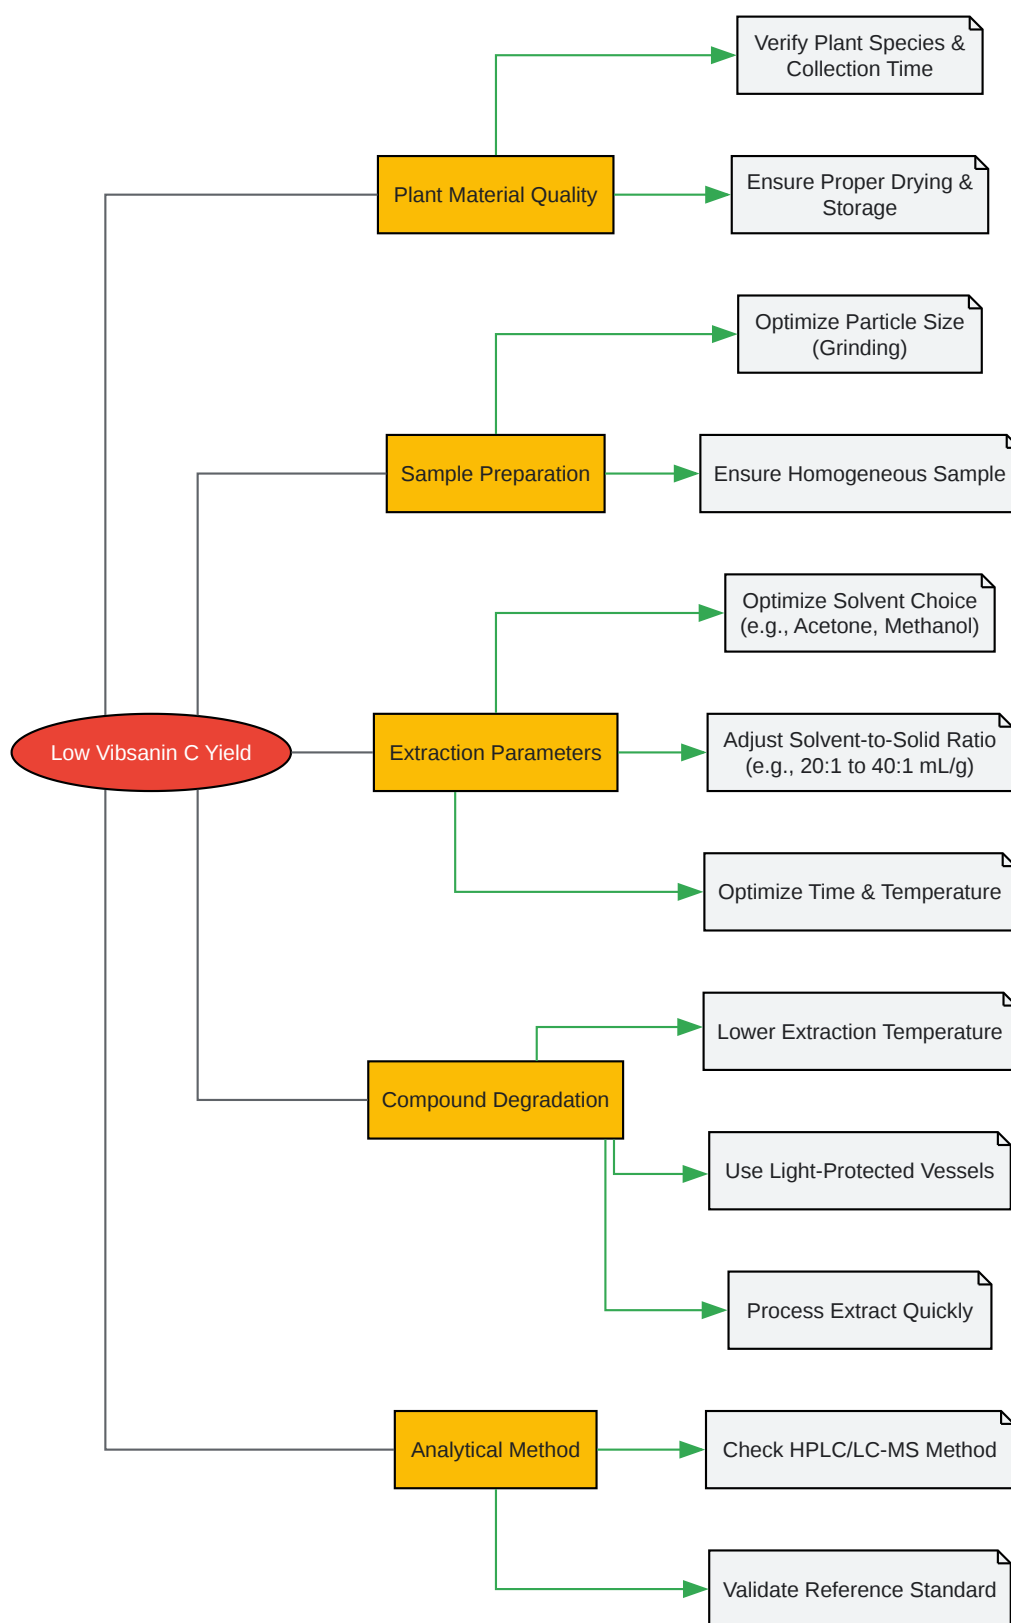 Verify Plant Species &
Collection Time
Plant Material Quality
Ensure Proper Drying &
Storage
Optimize Particle Size
(Grinding)
Sample Preparation
Ensure Homogeneous Sample
Optimize Solvent Choice
(e.g., Acetone, Methanol)
Low Vibsanin C Yield
Extraction Parameters
Adjust Solvent-to-Solid Ratio
(e.g., 20:1 to 40:1 mL/g)
Optimize Time & Temperature
Lower Extraction Temperature
Compound Degradation
Use Light-Protected Vessels
Process Extract Quickly
Analytical Method
Check HPLC/LC-MS Method
Validate Reference Standard